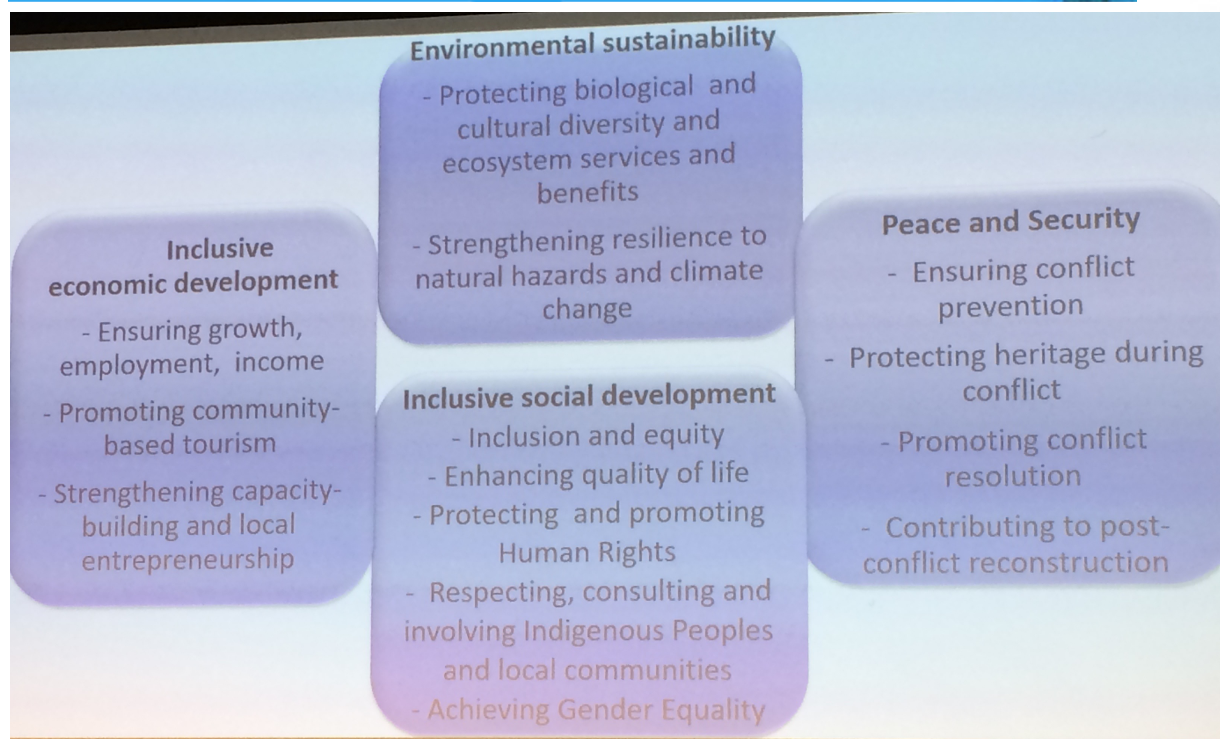 Environmental sustainability
- Protecting biological and
cultural diversity and
ecosystem services and
benefits
- Strengthening resilience to
natural hazards and climate
change
Inclusive
economic development
- Ensuring growth,
employment, income
- Promoting community-
based tourism
- Strengthening capacity-
building and local
entrepreneurship
Inclusive social development
- Inclusion and equity
- Enhancing quality of life
- Protecting and promoting
Human Rights
- Respecting, consulting and
involving Indigenous Peoples
and local communities
- Achieving Gender Equality
Peace and Security
- Ensuring conflict
prevention
- Protecting heritage during
conflict
- Promoting conflict
resolution
- Contributing to post-
conflict reconstruction